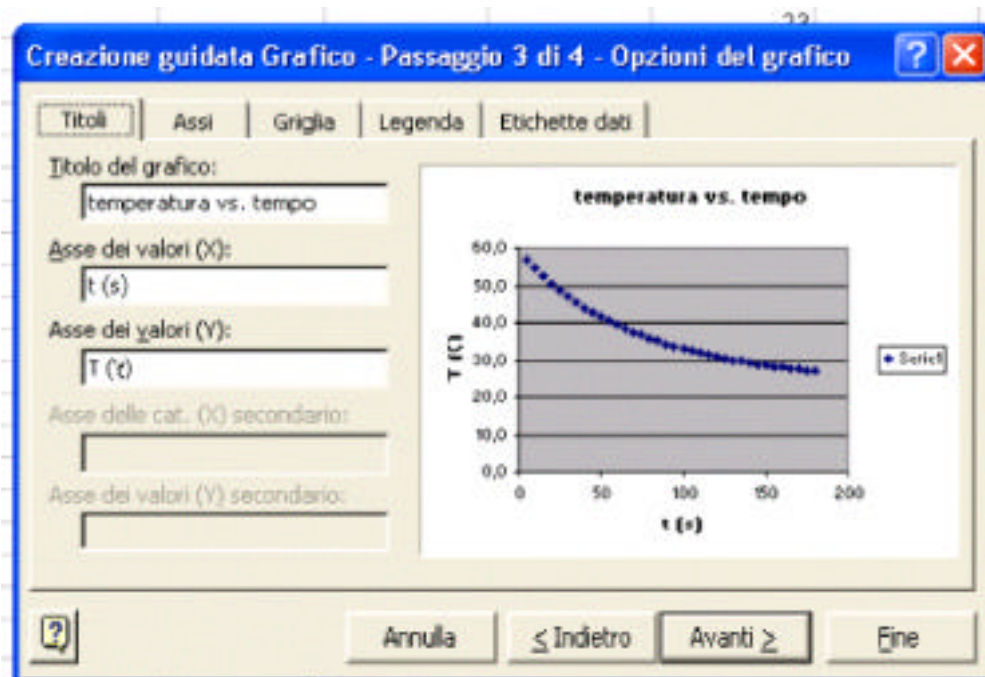 23
Creazione guidata Grafico - Passaggio 3 di 4 - Opzioni del grafico
Titoli Assi Griglia Legenda Etichette dati
Titolo del grafico:
temperatura vs. tempo
Asse dei valori (X):
t (s)
Asse dei valori (Y):
T (°C)
Asse delle cat. (X) secondario:
Asse dei valori (Y) secondario:
temperatura vs. tempo
60,0
50,0
40,0
30,0
20,0
10,0
0,0
0 50 100 150 200
T (°C)
t (s)
Serie1
Annulla < Indietro Avanti > Fine